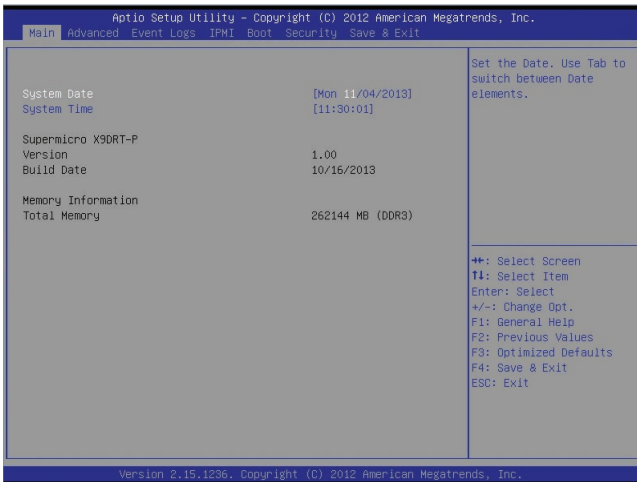 Aptio Setup Utility – Copyright (C) 2012 American Megatrends, Inc.
Main Advanced Event Logs IPMI Boot Security Save & Exit
System Date [Mon 11/04/2013]
System Time [11:30:01]
Supermicro X9DRT-P
Version 1.00
Build Date 10/16/2013
Memory Information
Total Memory 262144 MB (DDR3)
Set the Date. Use Tab to
switch between Date
elements.
→←: Select Screen
↑↓: Select Item
Enter: Select
+/-: Change Opt.
F1: General Help
F2: Previous Values
F3: Optimized Defaults
F4: Save & Exit
ESC: Exit
Version 2.15.1236. Copyright (C) 2012 American Megatrends, Inc.